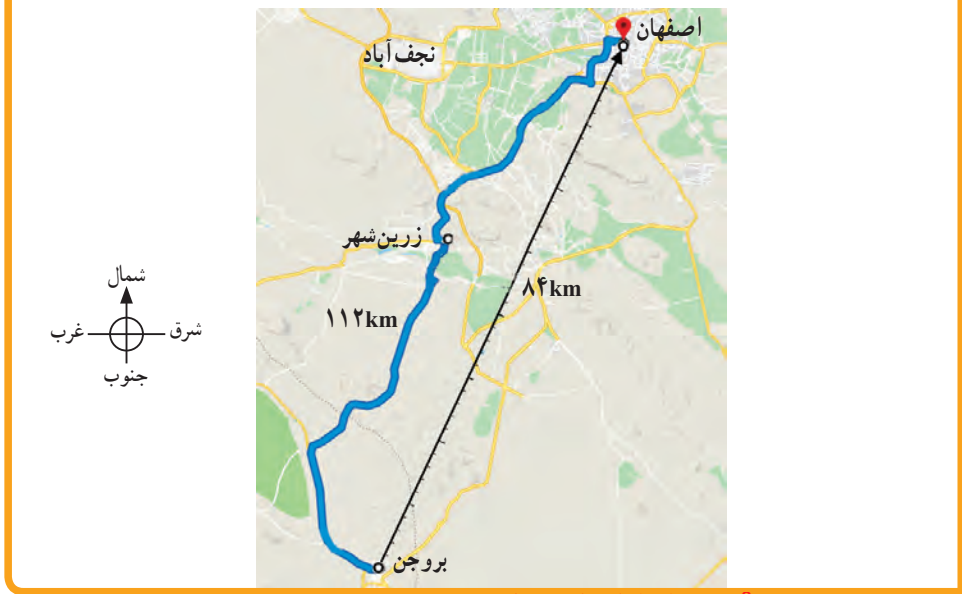 اصفهان
نجف آباد
زرین‌شهر
۸۴km
۱۱۲km
شمال
شرق
غرب
جنوب
بروجن